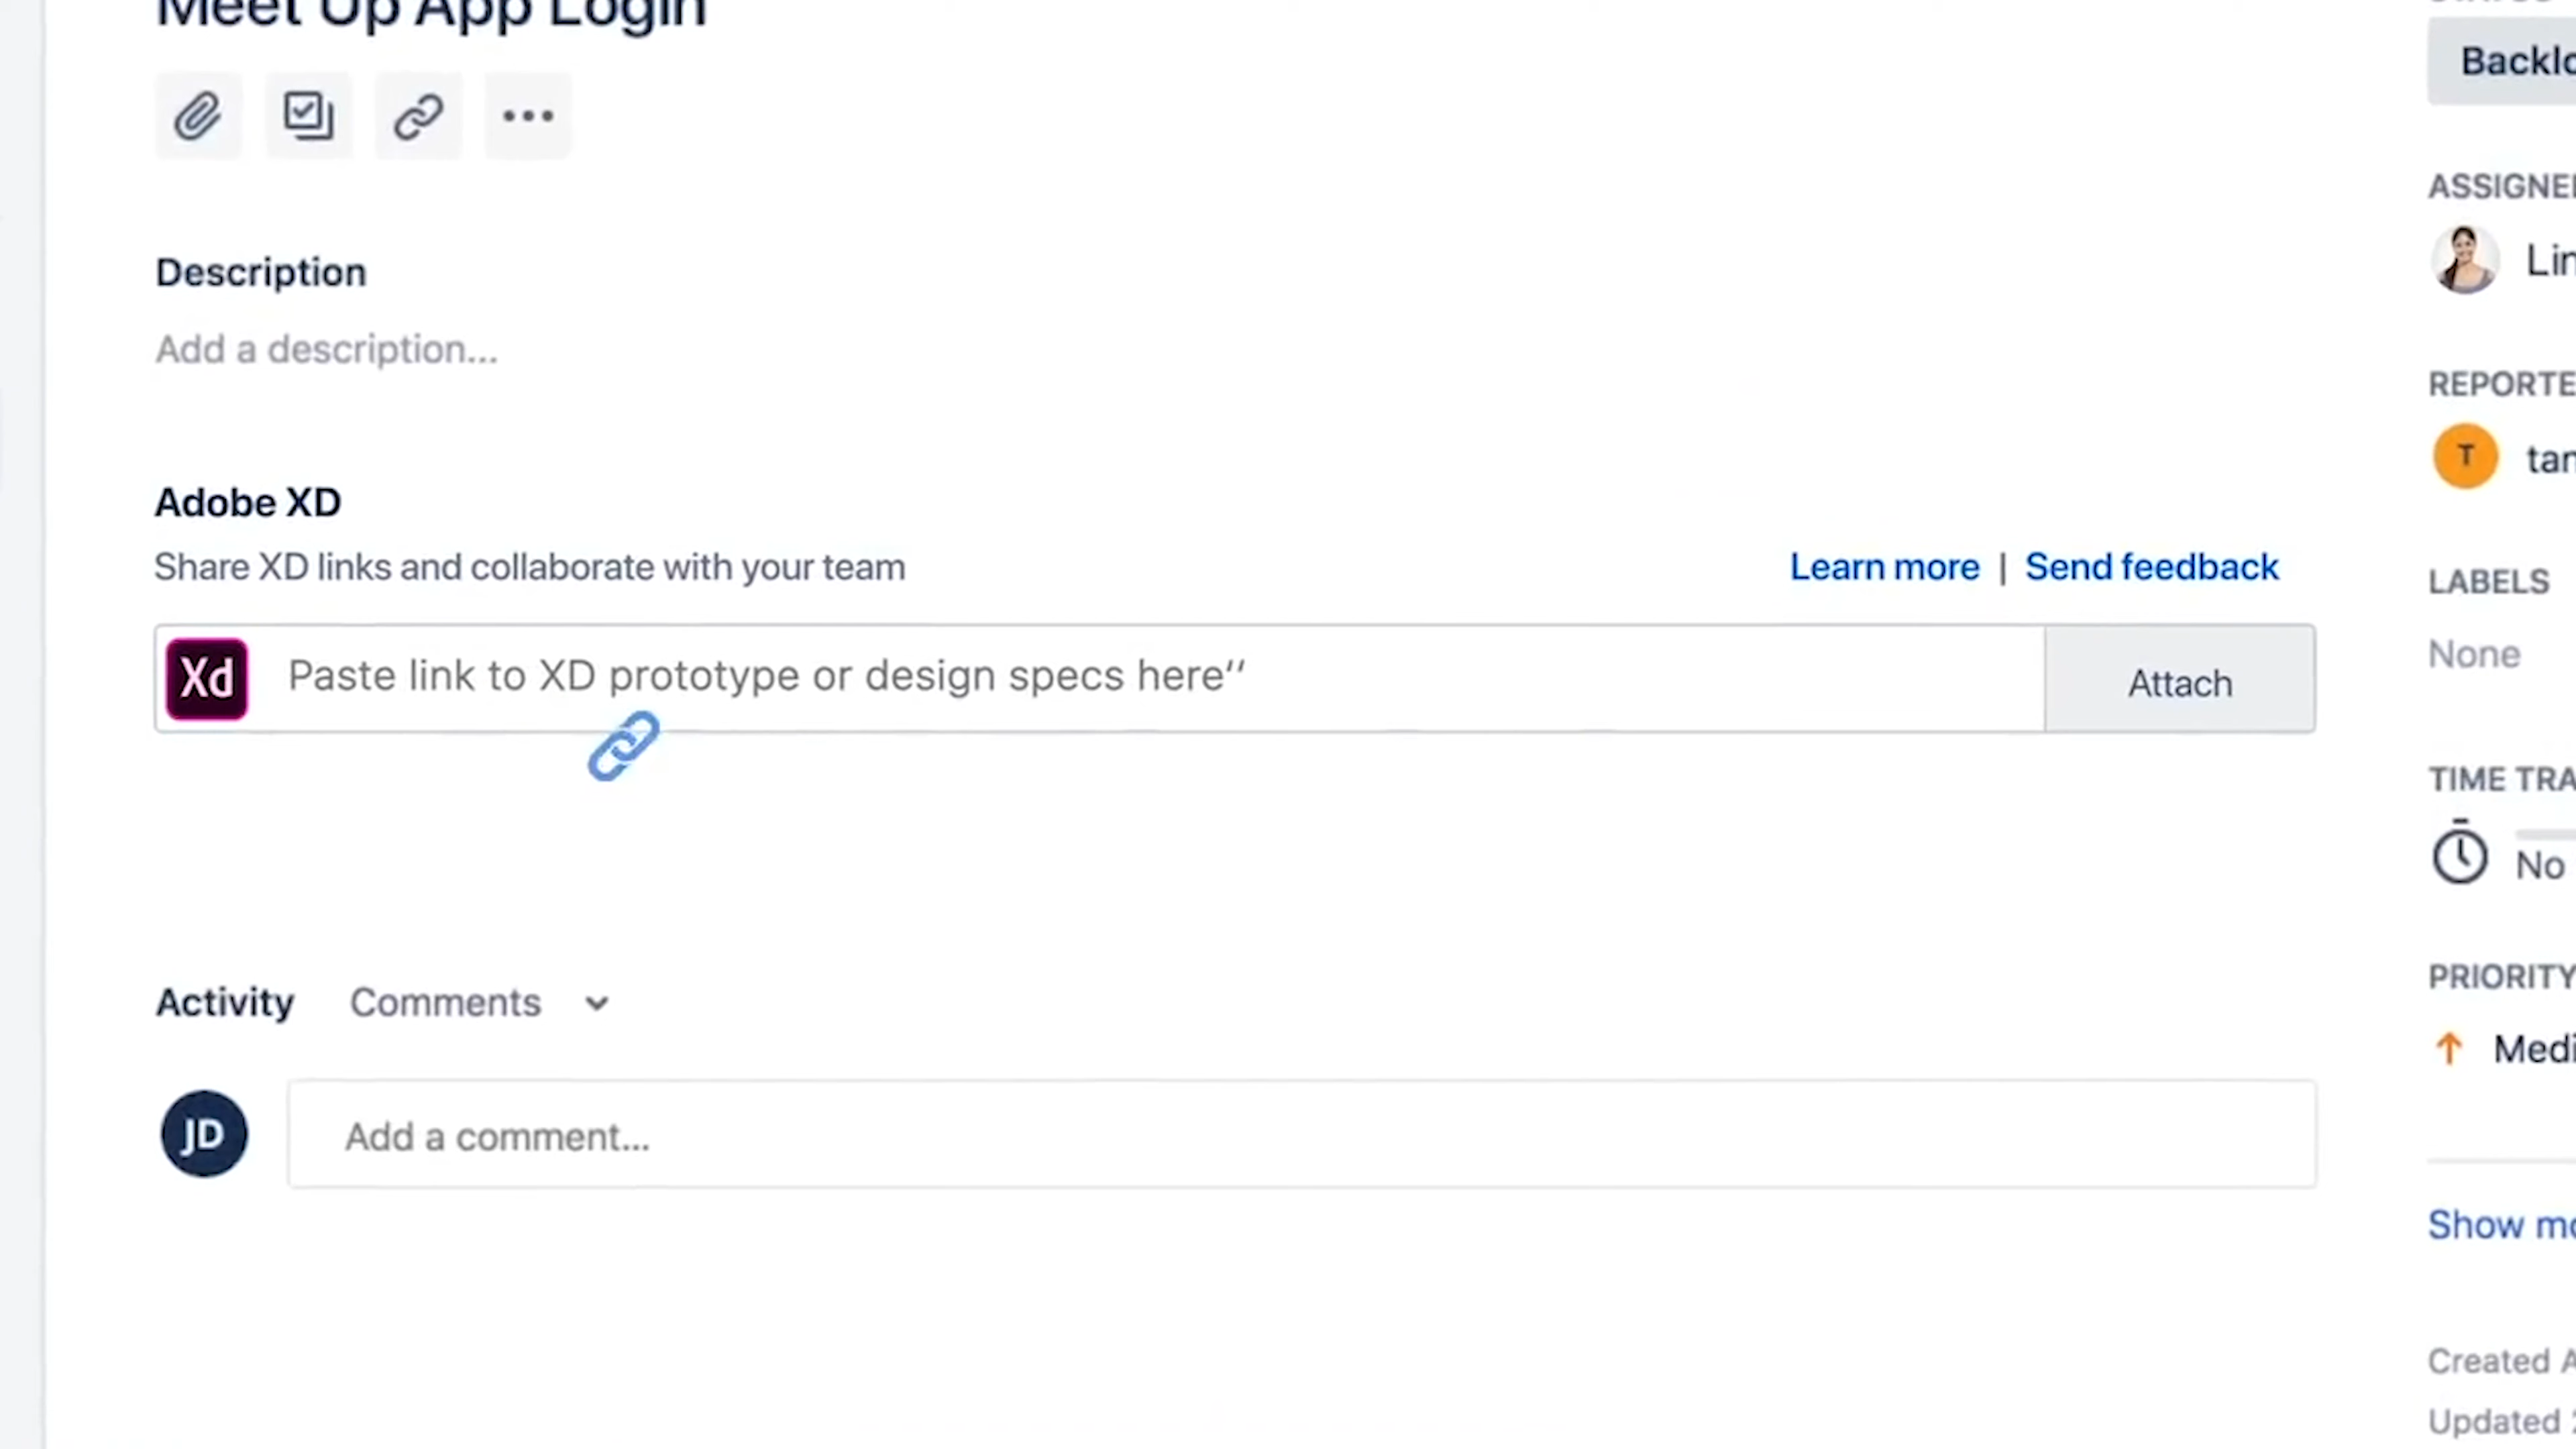 Meet Up App Login
Description
Add a description...
Adobe XD
Share XD links and collaborate with your team
Learn more | Send feedback
Xd Paste link to XD prototype or design specs here‘‘
Attach
Activity Comments
JD Add a comment...
Backlo
ASSIGNEE
Lin
REPORTE
T tan
LABELS
None
TIME TRA
No
PRIORITY
Medi
Show mo
Created A
Updated